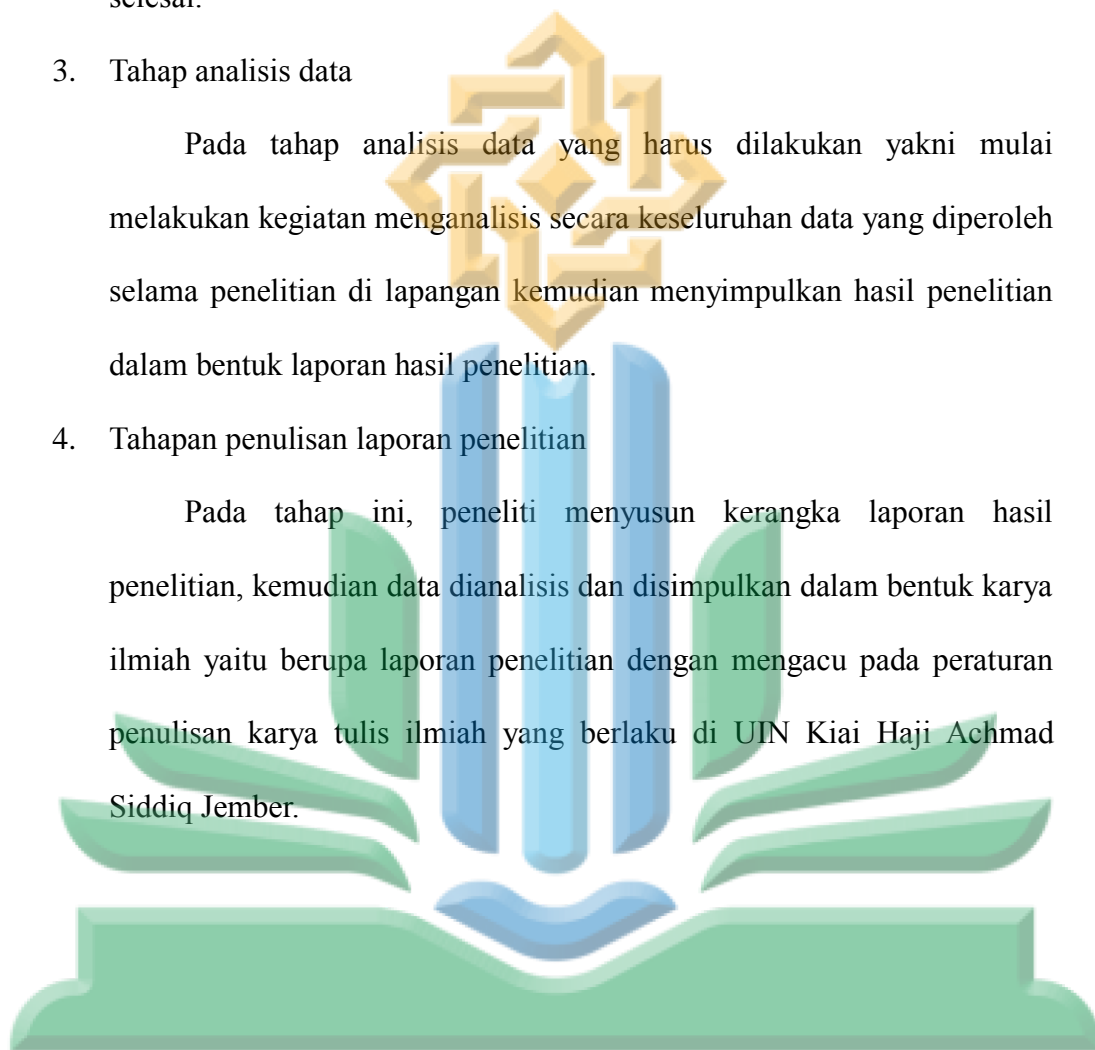 selesai.
3. Tahap analisis data
Pada tahap analisis data yang harus dilakukan yakni mulai
melakukan kegiatan menganalisis secara keseluruhan data yang diperoleh
selama penelitian di lapangan kemudian menyimpulkan hasil penelitian
dalam bentuk laporan hasil penelitian.
4. Tahapan penulisan laporan penelitian
Pada tahap ini, peneliti menyusun kerangka laporan hasil
penelitian, kemudian data dianalisis dan disimpulkan dalam bentuk karya
ilmiah yaitu berupa laporan penelitian dengan mengacu pada peraturan
penulisan karya tulis ilmiah yang berlaku di UIN Kiai Haji Achmad
Siddiq Jember.